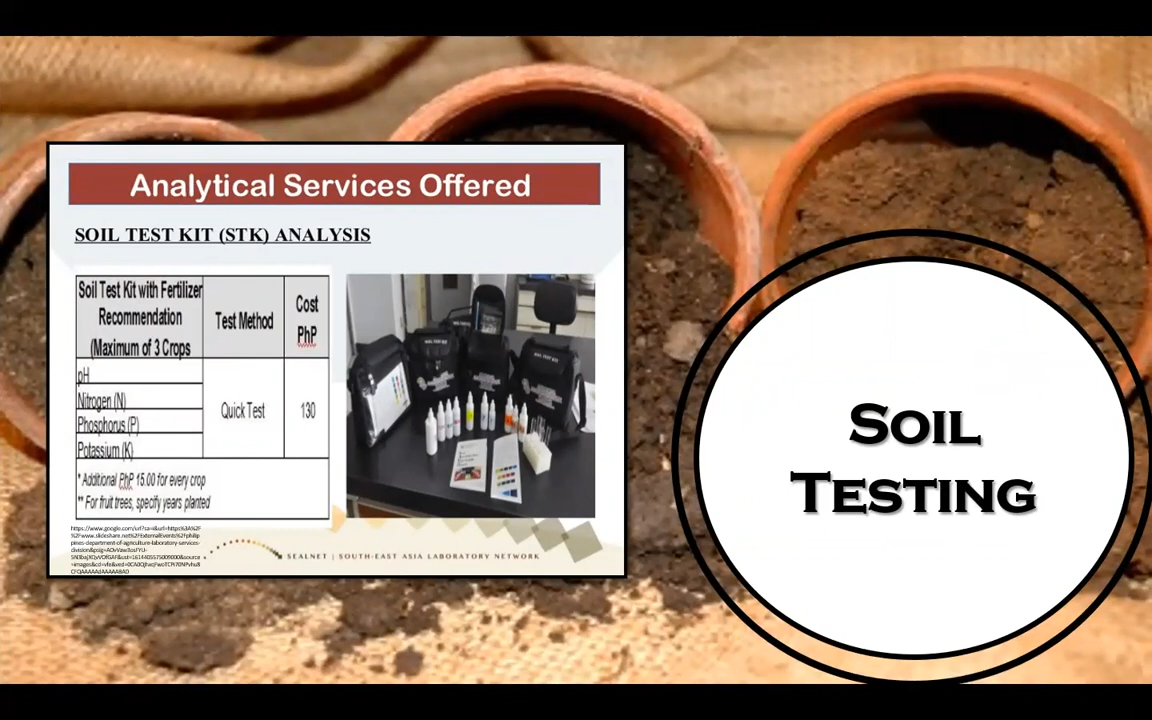 Analytical Services Offered
SOIL TEST KIT (STK) ANALYSIS
Soil Test Kit with Fertilizer
Recommendation
(Maximum of 3 Crops
Test Method
Cost
PhP
pH
Nitrogen (N)
Phosphorus (P)
Potassium (K)
Quick Test
130
* Additional PhP 15.00 for every crop
** For fruit trees, specify years planted
SEALNET | SOUTH-EAST ASIA LABORATORY NETWORK
SOIL
TESTING